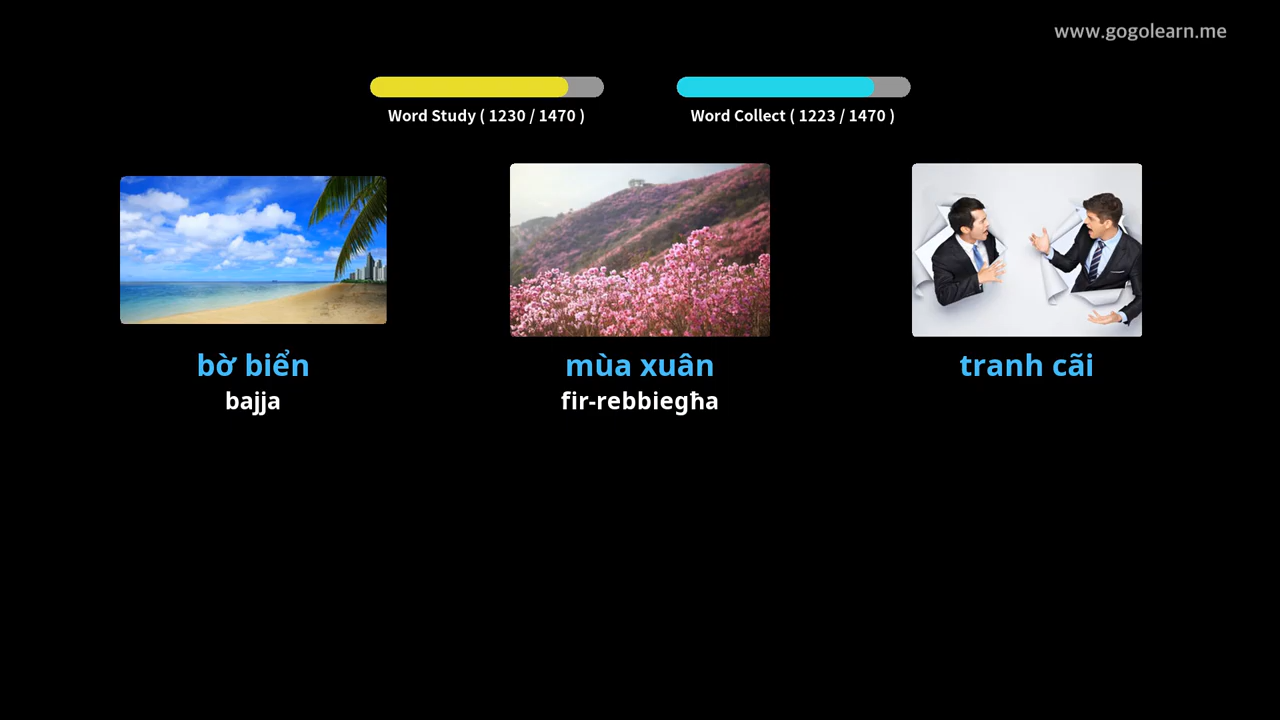 www.gogolearn.me
Word Study ( 1230 / 1470 )
Word Collect ( 1223 / 1470 )
bờ biển
bajja
mùa xuân
fir-rebbiegħa
tranh cãi